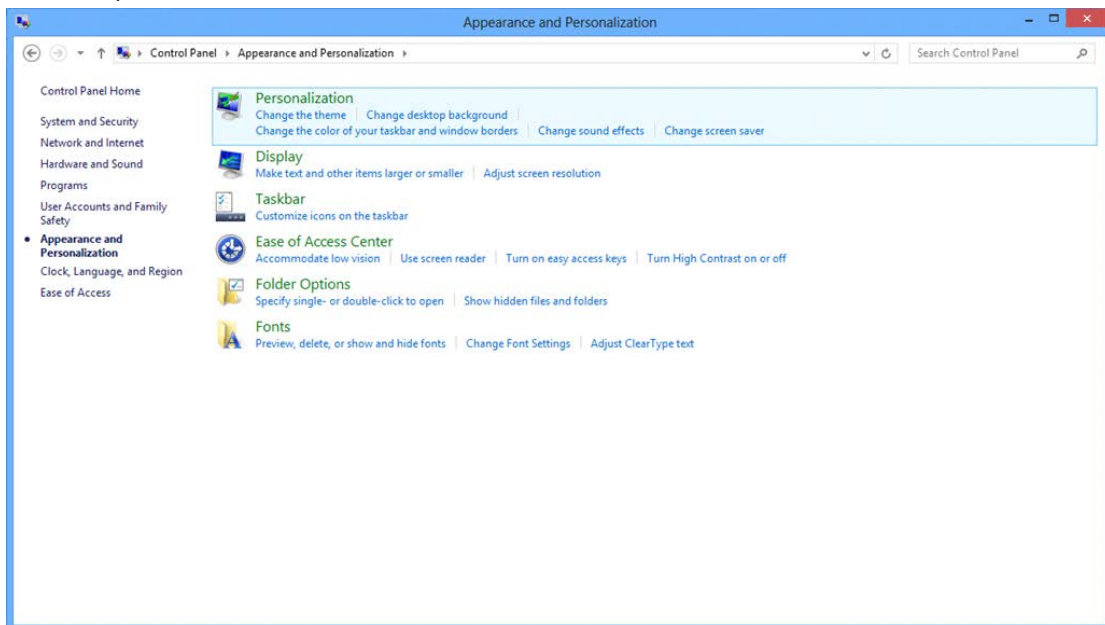 Appearance and Personalization
Control Panel Appearance and Personalization
Search Control Panel
Control Panel Home
System and Security
Network and Internet
Hardware and Sound
Programs
User Accounts and Family
Safety
Appearance and
Personalization
Clock, Language, and Region
Ease of Access
Personalization
Change the theme Change desktop background
Change the color of your taskbar and window borders Change sound effects Change screen saver
Display
Make text and other items larger or smaller Adjust screen resolution
Taskbar
Customize icons on the taskbar
Ease of Access Center
Accommodate low vision Use screen reader Turn on easy access keys Turn High Contrast on or off
Folder Options
Specify single- or double-click to open Show hidden files and folders
Fonts
Preview, delete, or show and hide fonts Change Font Settings Adjust ClearType text